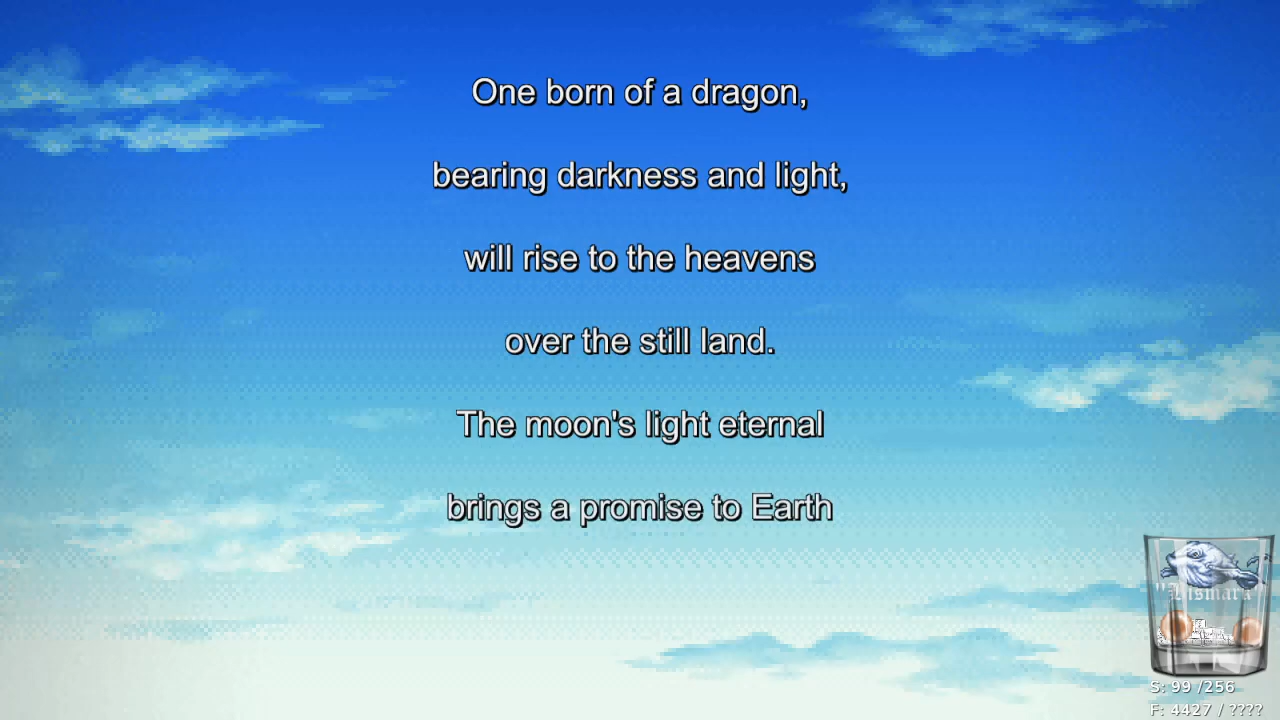 One born of a dragon,
bearing darkness and light,
will rise to the heavens
over the still land.
The moon's light eternal
brings a promise to Earth
"Bismark"
S: 99 /256
F: 4427 / ????